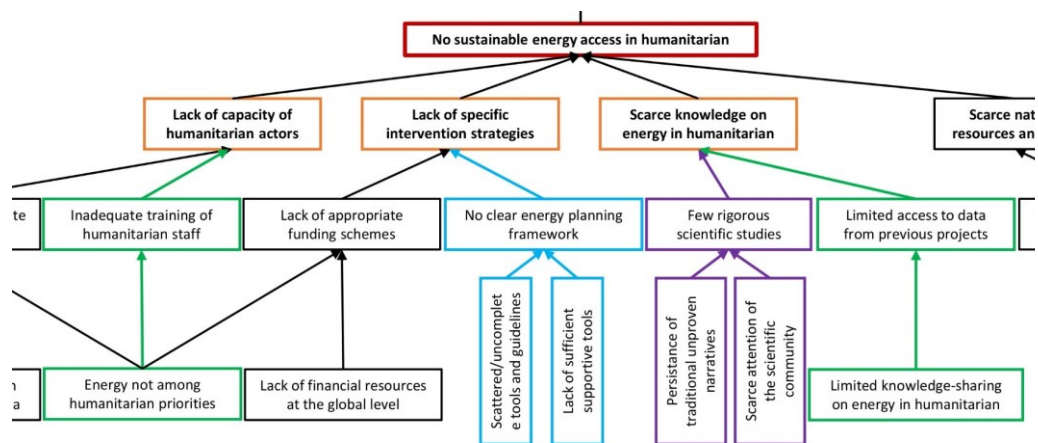 No sustainable energy access in humanitarian
Lack of capacity of
humanitarian actors
Lack of specific
intervention strategies
Scarce knowledge on
energy in humanitarian
Scarce nat
resources an
te
Inadequate training of
humanitarian staff
Lack of appropriate
funding schemes
No clear energy planning
framework
Few rigorous
scientific studies
Limited access to data
from previous projects
Scattered/uncomplet
e tools and guidelines
Lack of sufficient
supportive tools
Persistance of
traditional unproven
narratives
Scarce attention of
the scientific
community
n
a
Energy not among
humanitarian priorities
Lack of financial resources
at the global level
Limited knowledge-sharing
on energy in humanitarian